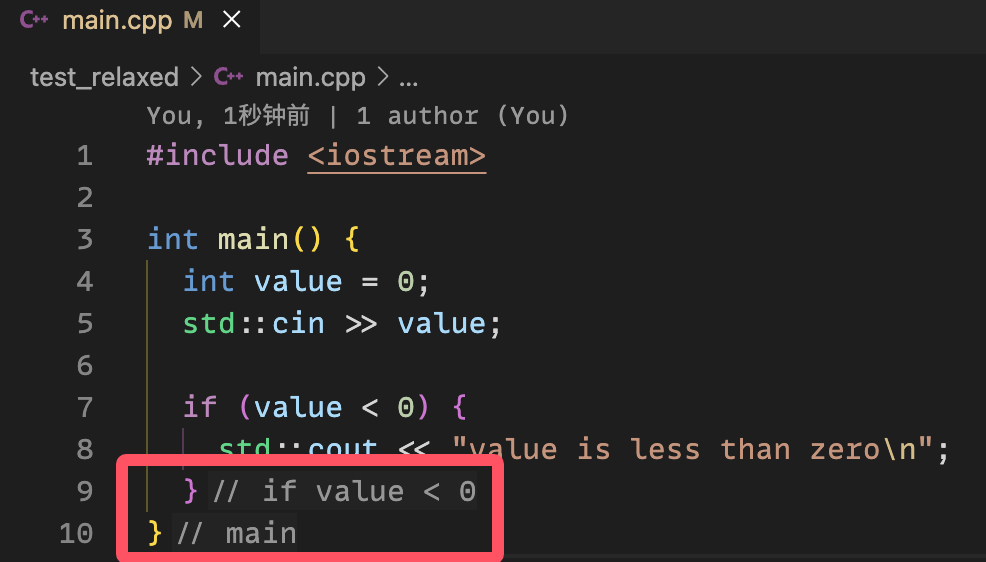 C++ main.cpp M ×
test_relaxed > C++ main.cpp > ...
You, 1秒钟前 | 1 author (You)
1 #include <iostream>
2
3 int main() {
4 int value = 0;
5 std::cin >> value;
6
7 if (value < 0) {
8 std::cout << "value is less than zero\n";
9 } // if value < 0
10 } // main